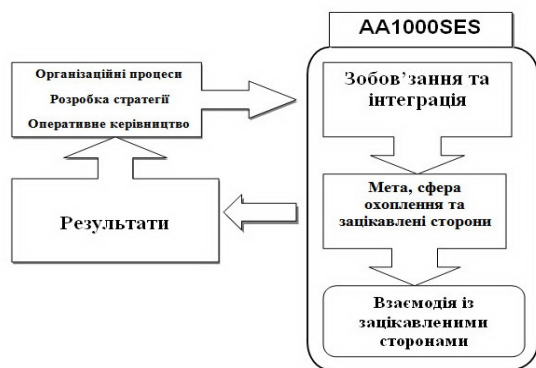 AA1000SES
Організаційні процеси
Розробка стратегії
Оперативне керівництво
Зобов’зання та
інтеграція
Мета, сфера
охоплення та
зацікавлені сторони
Результати
Взаємодія із
зацікавленими
сторонами